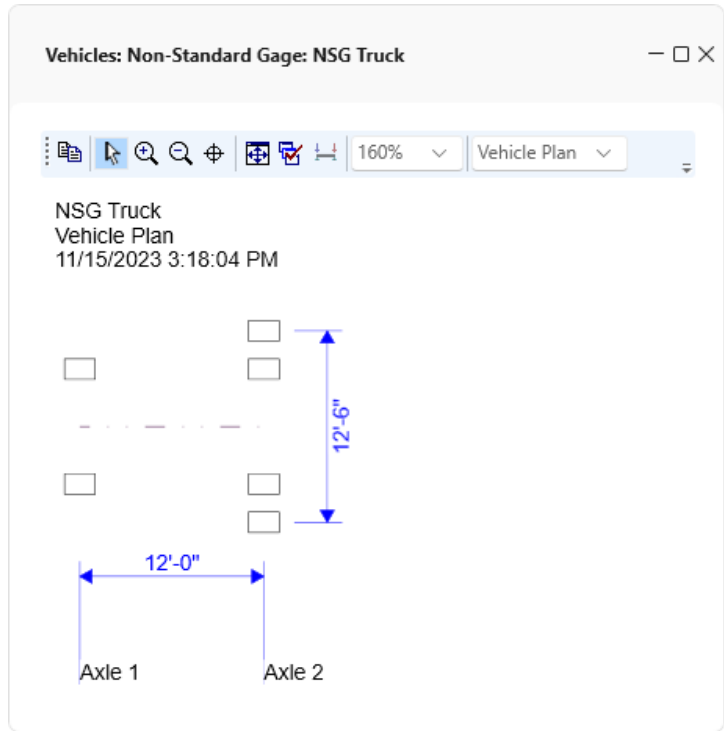 Vehicles: Non-Standard Gage: NSG Truck
160%
Vehicle Plan
NSG Truck
Vehicle Plan
11/15/2023 3:18:04 PM
12'-6"
12'-0"
Axle 1
Axle 2